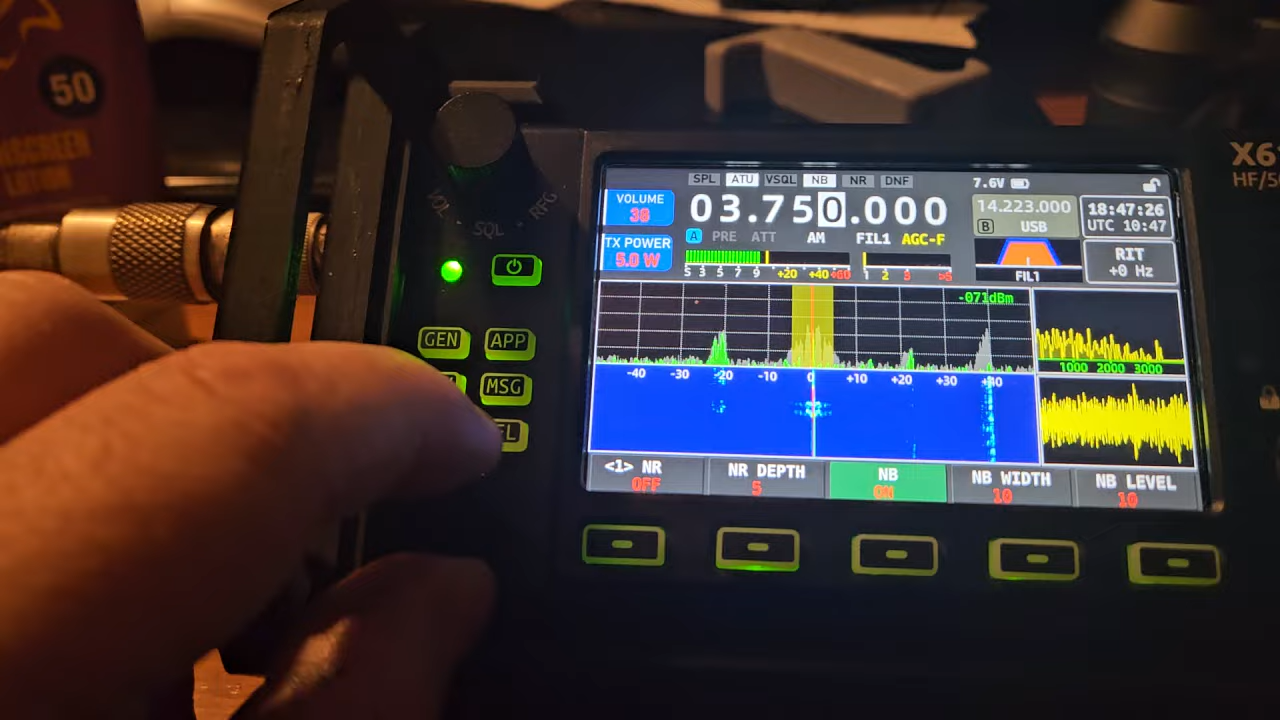 50
LOTION
X6
HF/50
SQL
RFG
GEN
APP
MSG
SPL ATU VSQL NB NR DNF
7.6V
VOLUME
38
TX POWER
5.0 W
03.750.000
A PRE ATT AM FIL1 AGC-F
S 3 5 7 9 +20 +40 +60
1 2 3 >5
14.223.000
B USB
FIL1
18:47:26
UTC 10:47
RIT
+0 Hz
-071dBm
-40 -30 -20 -10 0 +10 +20 +30 +40
1000 2000 3000
<1> NR
OFF
NR DEPTH
5
NB
ON
NB WIDTH
10
NB LEVEL
10